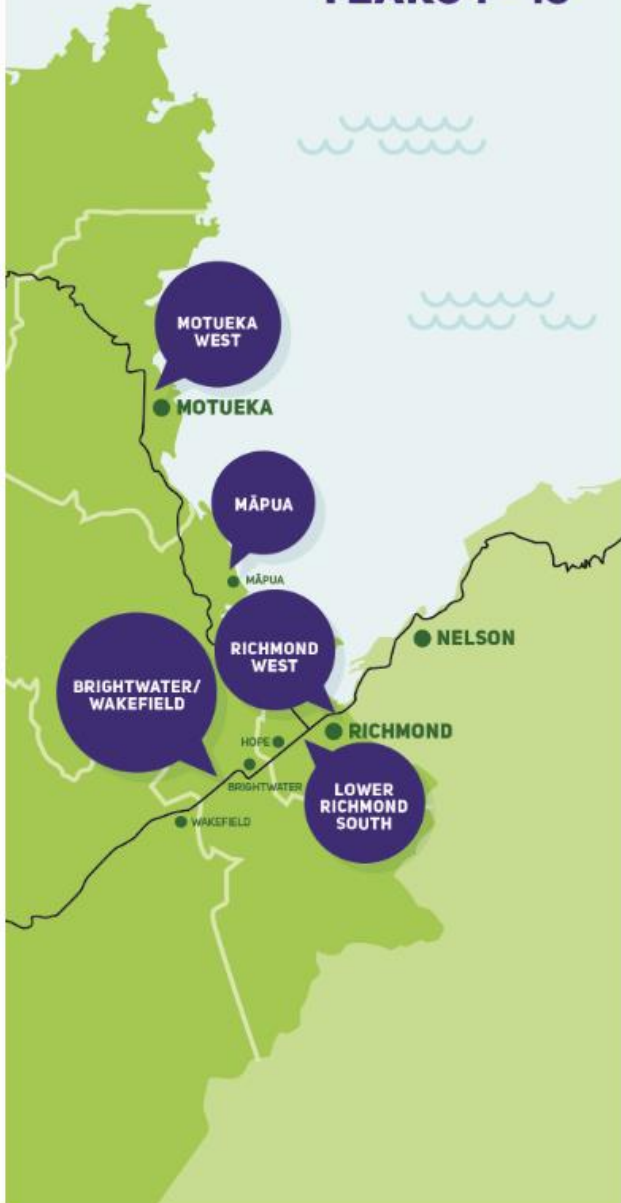 MOTUEKA
WEST
MOTUEKA
MĀPUA
MĀPUA
RICHMOND
WEST
NELSON
BRIGHTWATER/
WAKEFIELD
RICHMOND
HOPE
BRIGHTWATER
LOWER
RICHMOND
SOUTH
WAKEFIELD